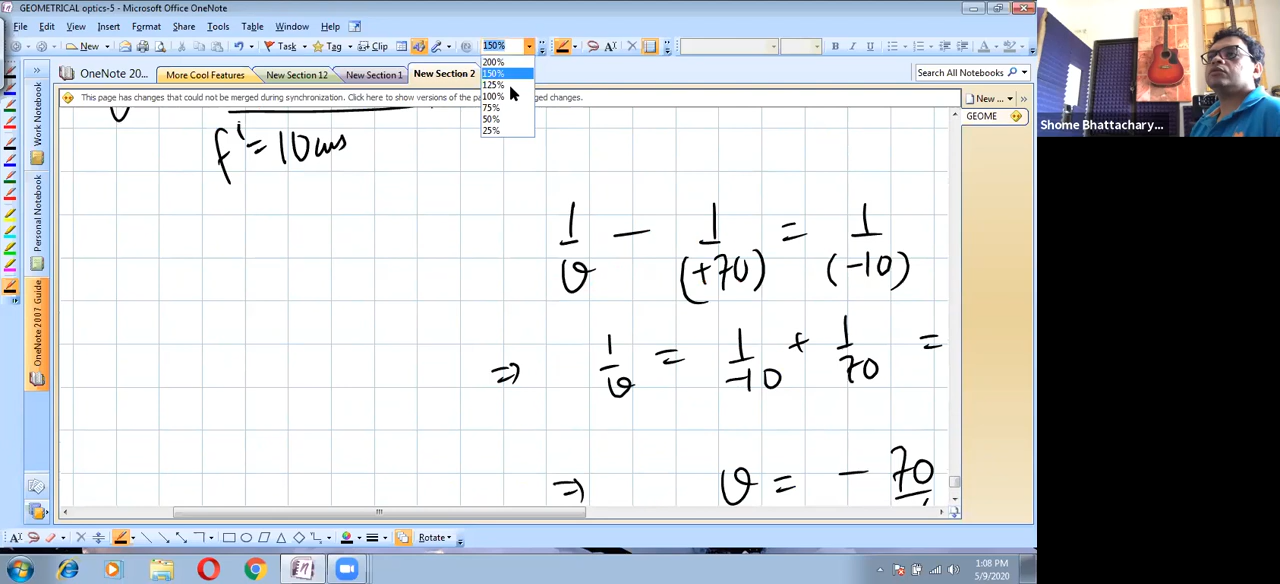 GEOMETRICAL optics-5 - Microsoft Office OneNote
File Edit View Insert Format Share Tools Table Window Help
New Task Tag Clip 150% B I U
200%
150%
125%
100%
75%
50%
25%
OneNote 20... More Cool Features New Section 12 New Section 1 New Section 2 Search All Notebooks
This page has changes that could not be merged during synchronization. Click here to show versions of the pa ged changes.
New...
GEOME
Work Notebook
Personal Notebook
OneNote 2007 Guide
f = 10 cms
1/v - 1/(+70) = 1/(-10)
=> 1/v = 1/-10 + 1/70 =
=> v = - 70
Rotate
Shome Bhattachary...
1:08 PM
5/9/2020